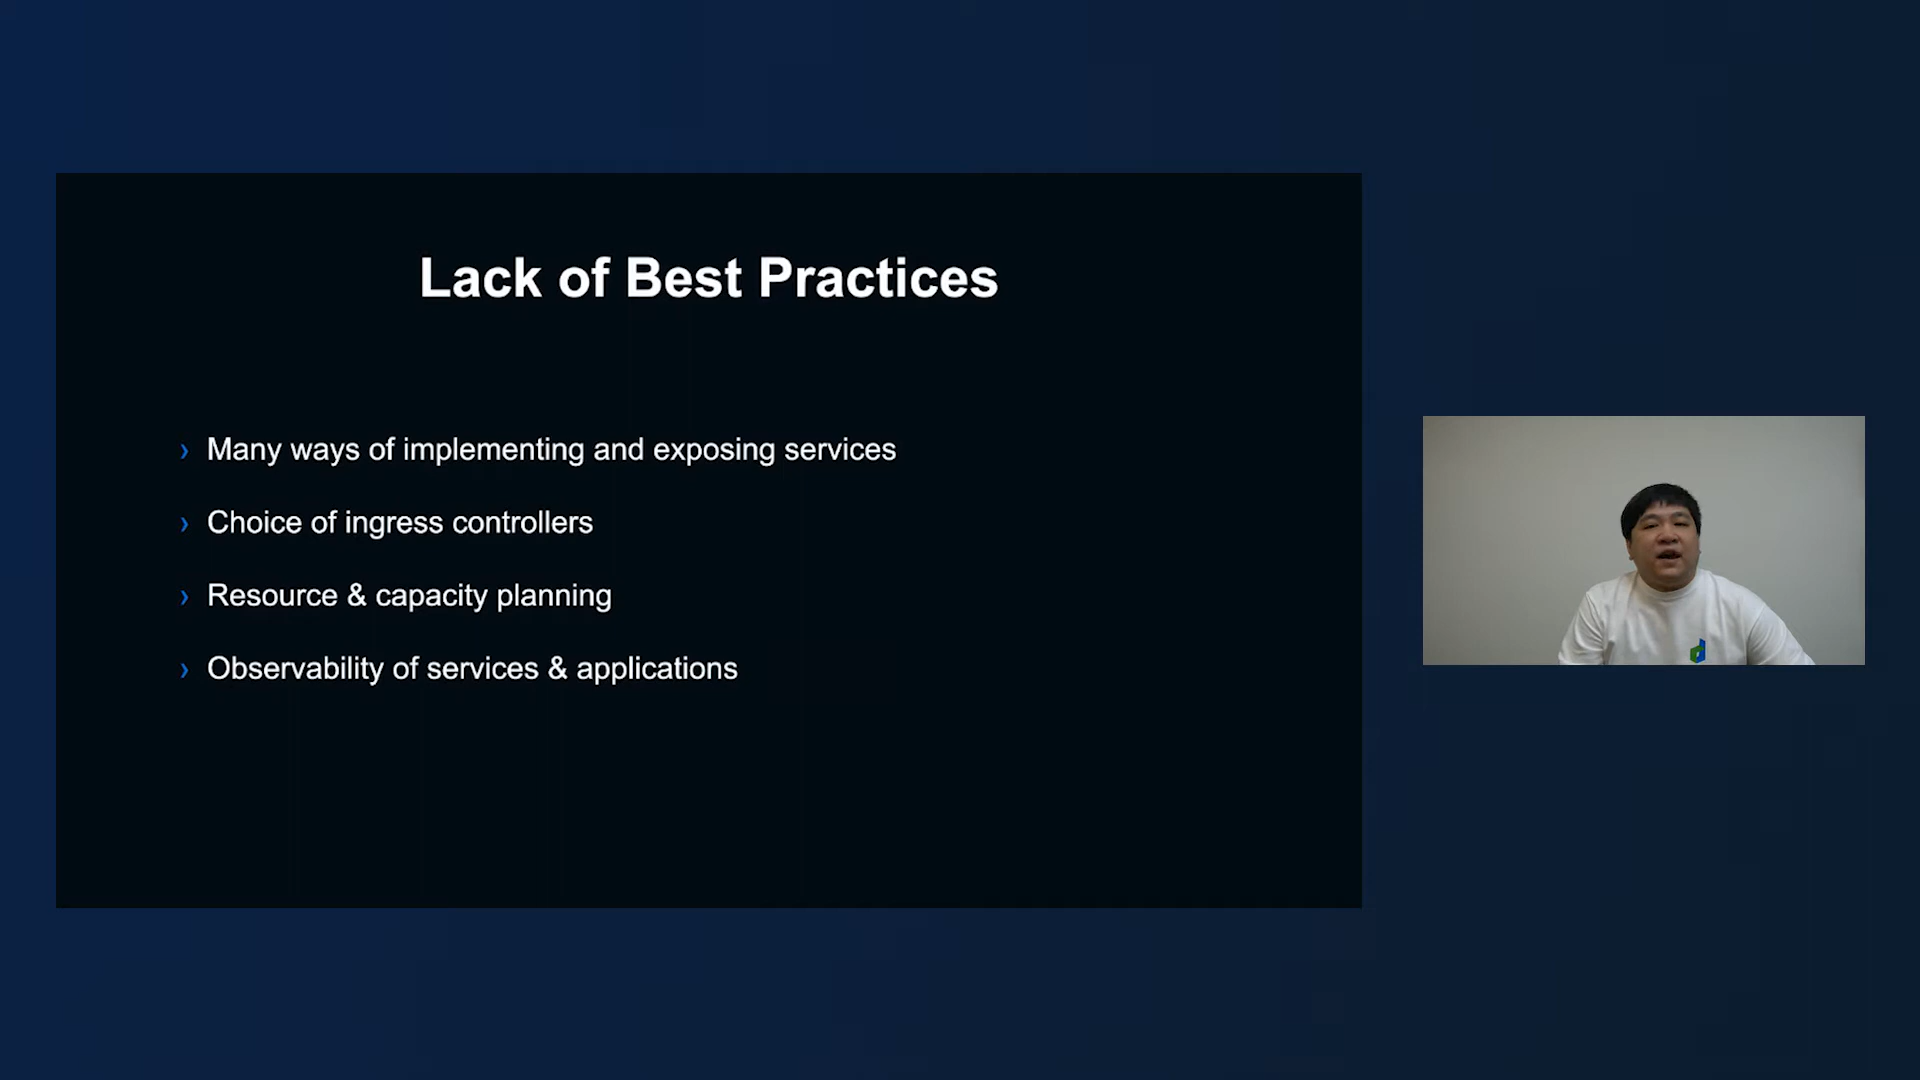 Lack of Best Practices
› Many ways of implementing and exposing services
› Choice of ingress controllers
› Resource & capacity planning
› Observability of services & applications